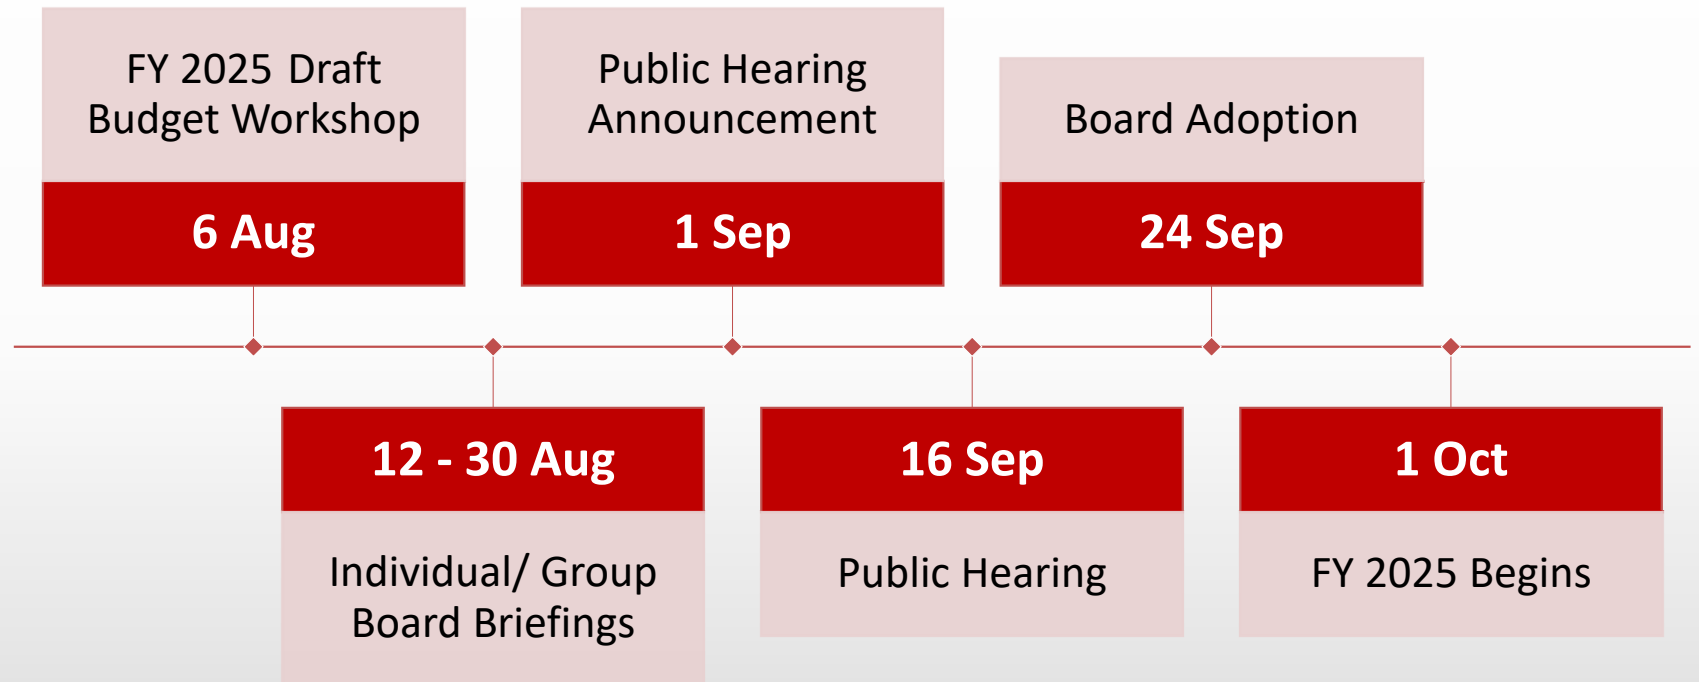 FY 2025 Draft
Budget Workshop
6 Aug
12 - 30 Aug
Individual/ Group
Board Briefings
Public Hearing
Announcement
1 Sep
16 Sep
Public Hearing
Board Adoption
24 Sep
1 Oct
FY 2025 Begins